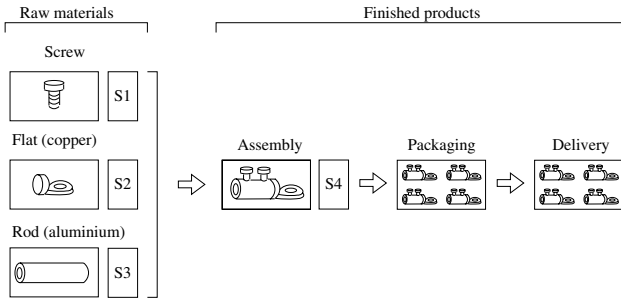 Raw materials
Finished products
Screw
S1
Flat (copper)
S2
Assembly
S4
Packaging
Delivery
Rod (aluminium)
S3